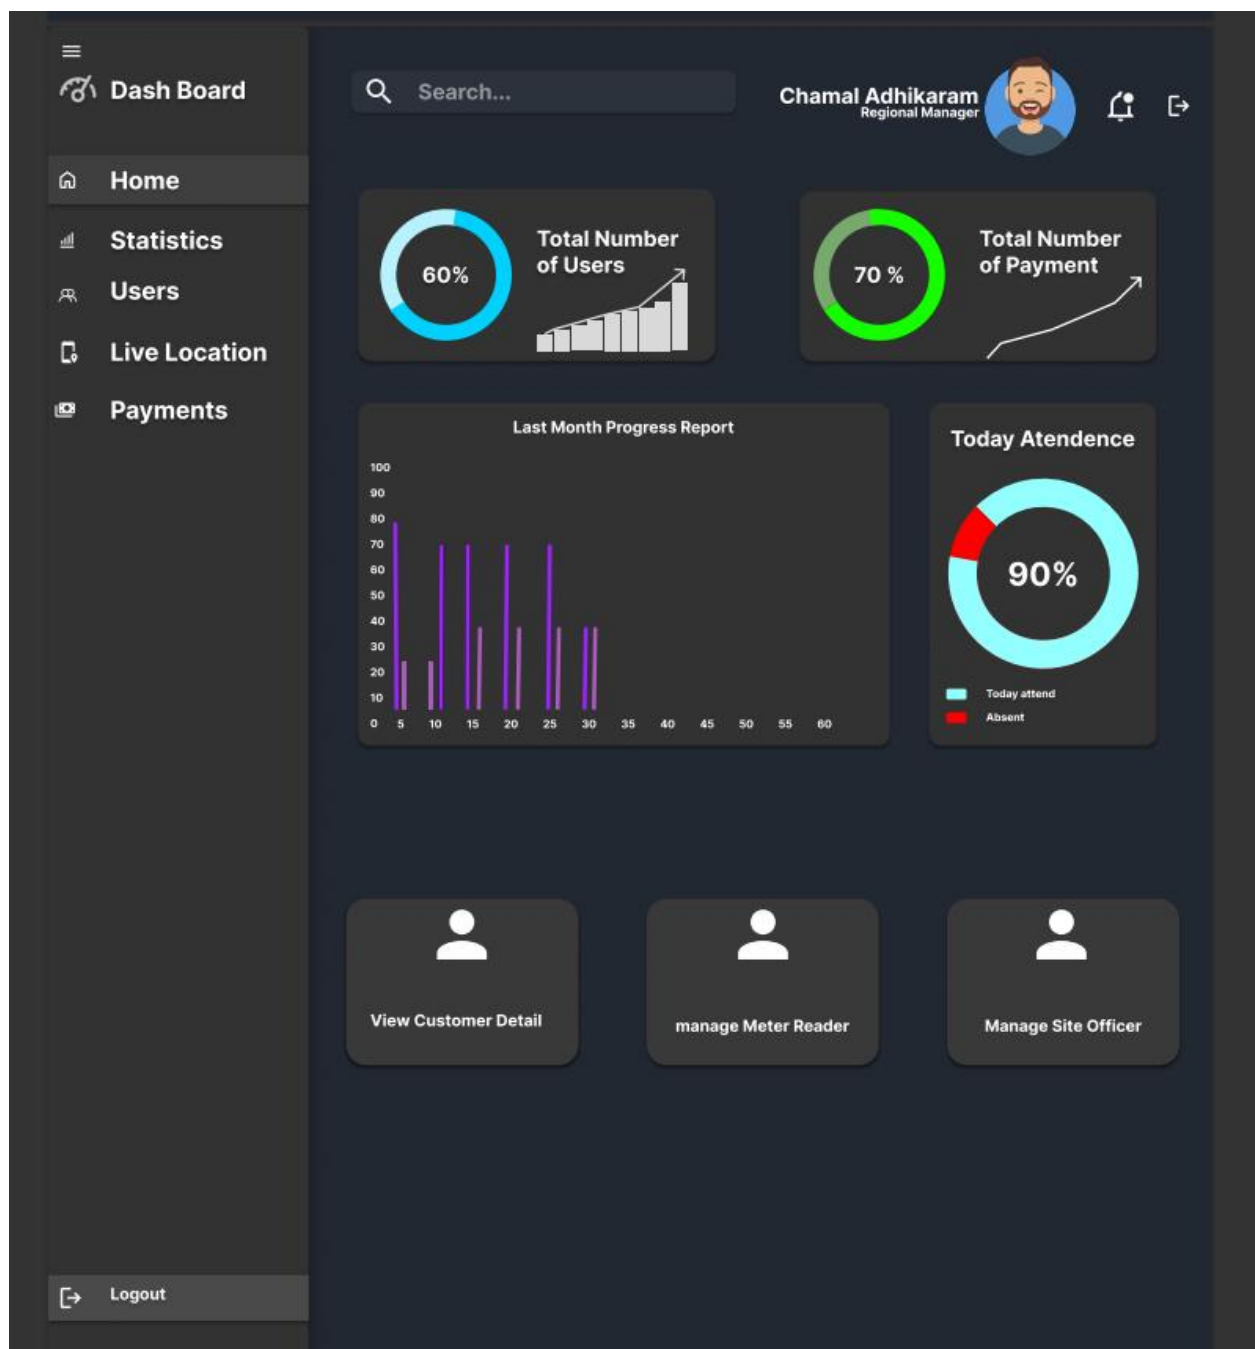 Dash Board
Home
Statistics
Users
Live Location
Payments
Logout
Search...
Chamal Adhikaram
Regional Manager
60%
Total Number
of Users
70 %
Total Number
of Payment
Last Month Progress Report
100
90
80
70
60
50
40
30
20
10
0 5 10 15 20 25 30 35 40 45 50 55 60
Today Atendence
90%
Today attend
Absent
View Customer Detail
manage Meter Reader
Manage Site Officer